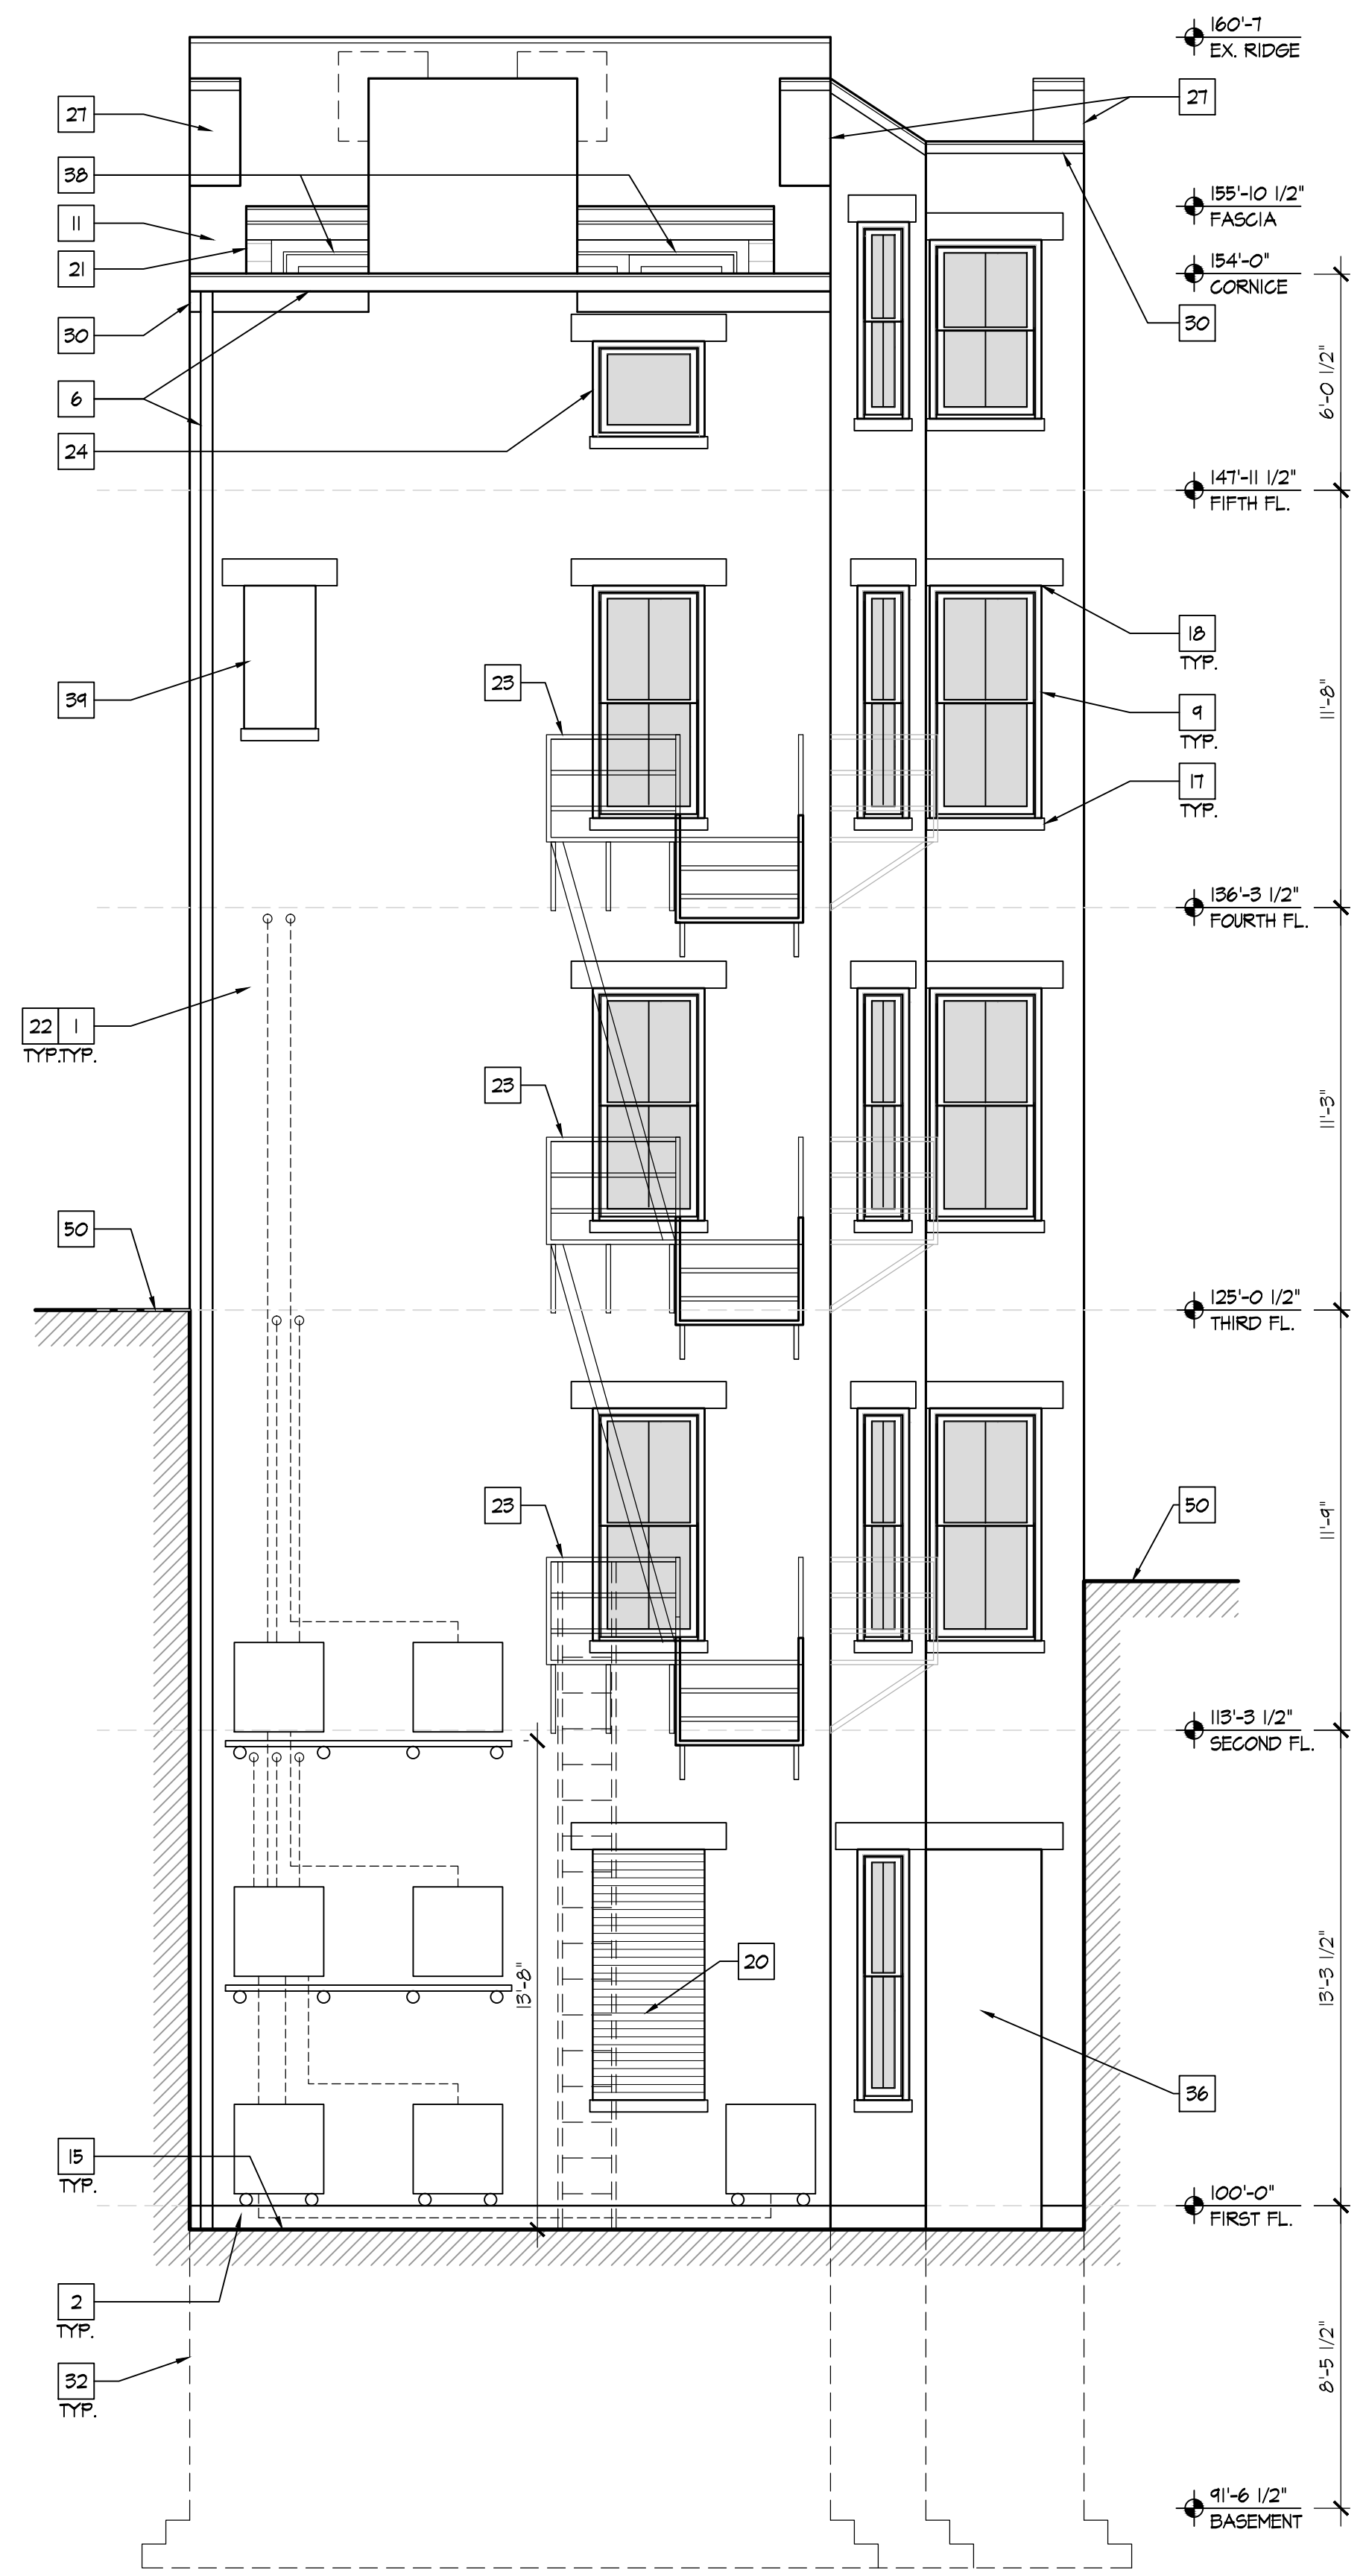 160'-7
EX. RIDGE
27
27
38
155'-10 1/2"
FASCIA
11
21
154'-0"
CORNICE
30
30
6
6'-0 1/2"
24
147'-11 1/2"
FIFTH FL.
18
TYP.
23
39
11'-8"
9
TYP.
17
TYP.
136'-3 1/2"
FOURTH FL.
22 1
TYP.TYP.
23
11'-3"
50
125'-0 1/2"
THIRD FL.
23
50
11'-9"
113'-3 1/2"
SECOND FL.
20
13'-8"
13'-3 1/2"
36
15
TYP.
100'-0"
FIRST FL.
2
TYP.
32
TYP.
8'-5 1/2"
91'-6 1/2"
BASEMENT